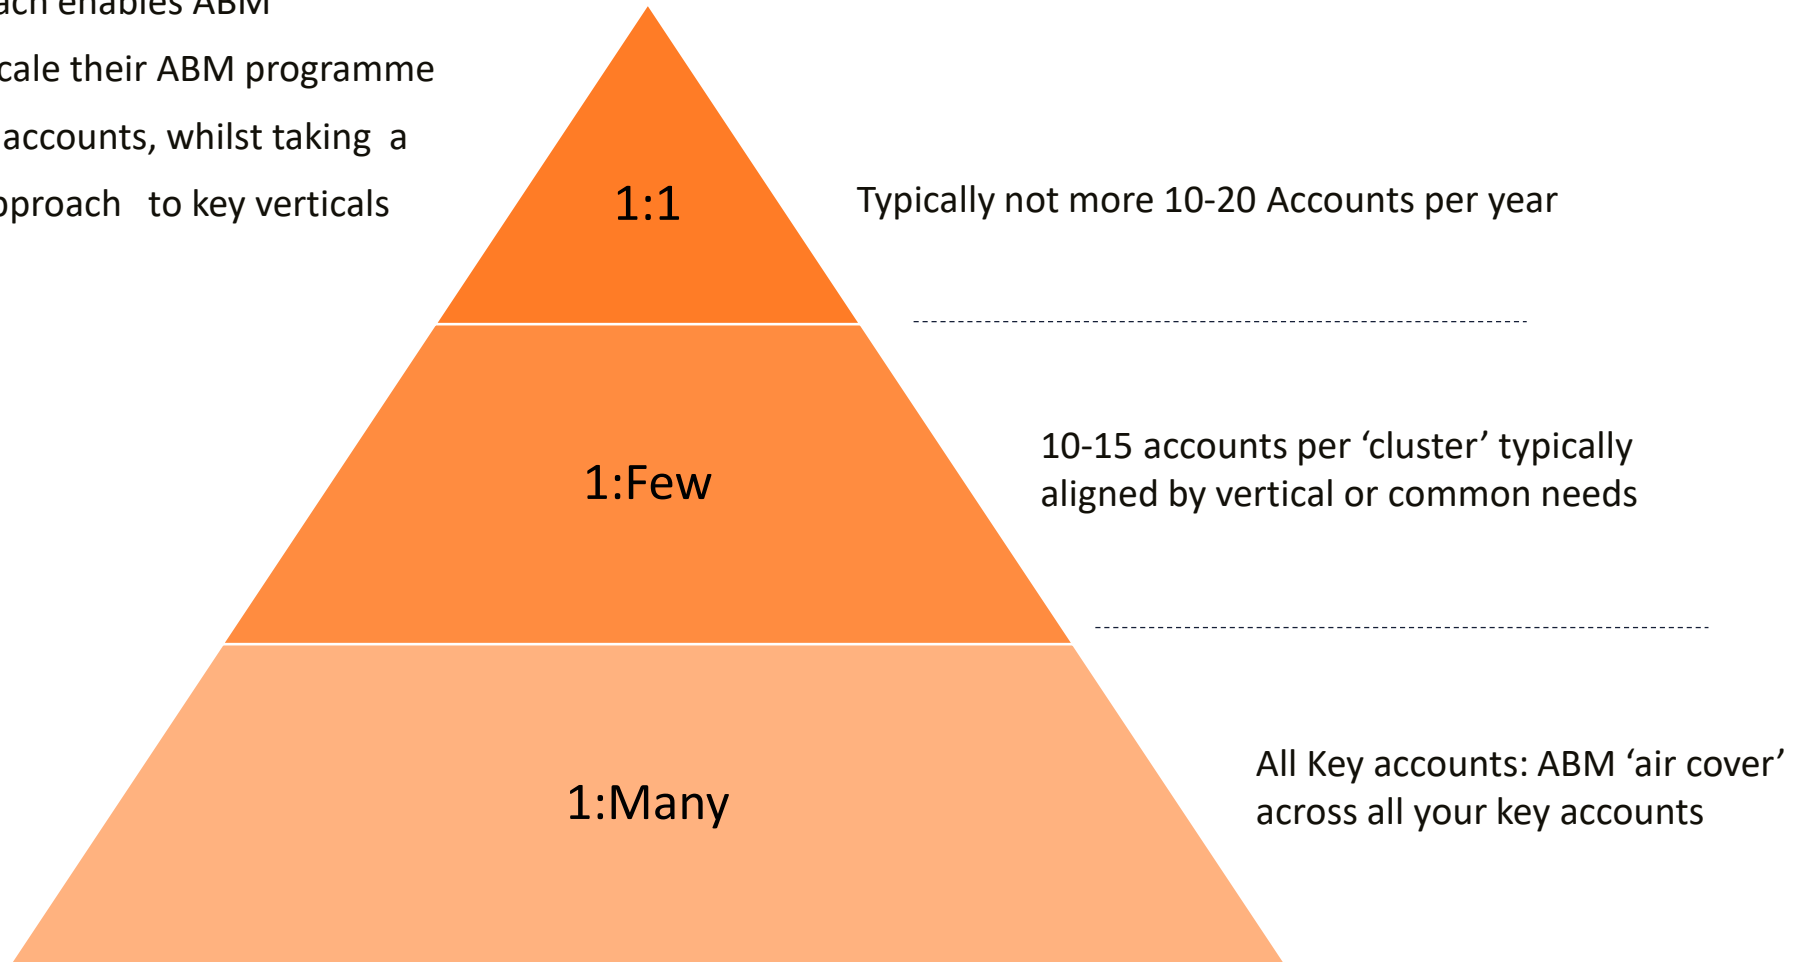 enables ABM
their ABM programme
accounts, whilst taking a
to key verticals
1:1
Typically not more 10-20 Accounts per year
1:Few
10-15 accounts per ‘cluster’ typically
aligned by vertical or common needs
1:Many
All Key accounts: ABM ‘air cover’
across all your key accounts